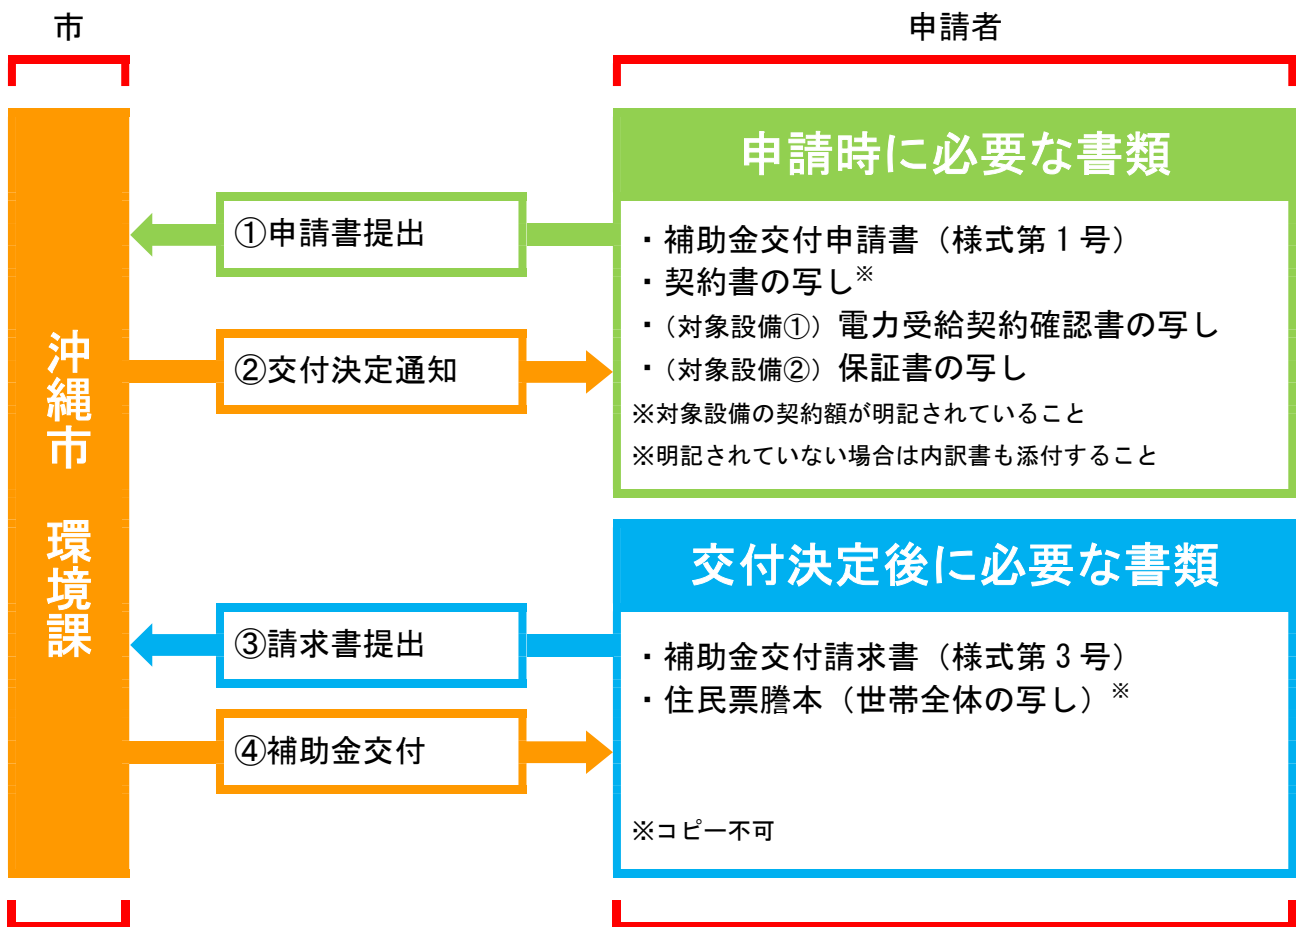 市
申請者
沖縄市 環境課
①申請書提出
②交付決定通知
③請求書提出
④補助金交付
申請時に必要な書類
・補助金交付申請書（様式第１号）
・契約書の写し※
・（対象設備①）電力受給契約確認書の写し
・（対象設備②）保証書の写し
※対象設備の契約額が明記されていること
※明記されていない場合は内訳書も添付すること
交付決定後に必要な書類
・補助金交付請求書（様式第３号）
・住民票謄本（世帯全体の写し）※
※コピー不可